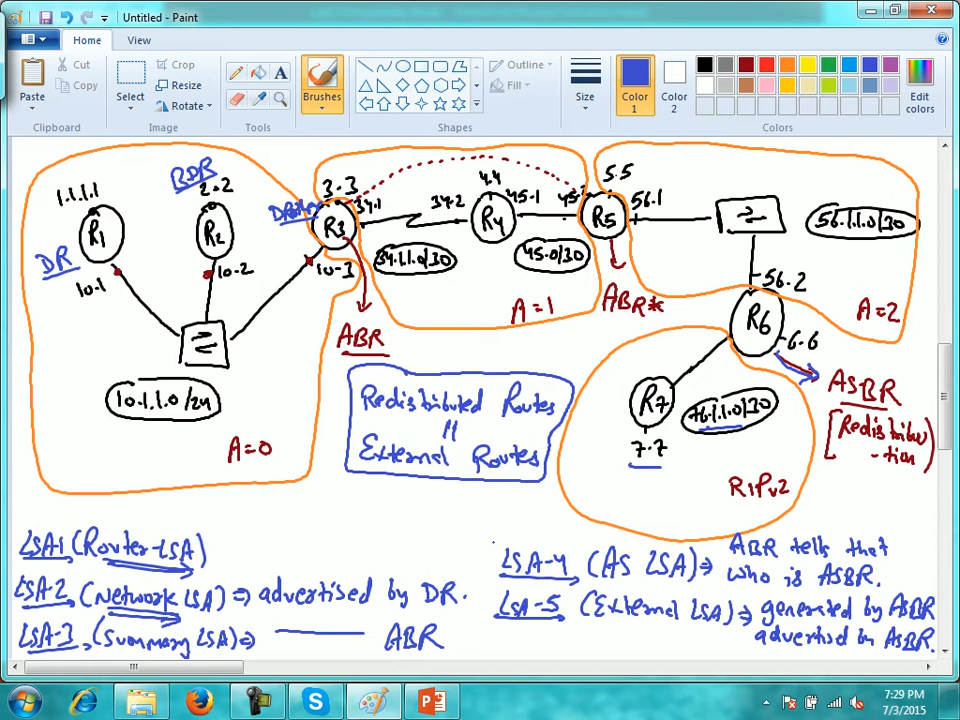 Untitled - Paint
Home
View
Paste
Cut
Copy
Clipboard
Select
Crop
Resize
Rotate
Image
Tools
Brushes
Shapes
Outline
Fill
Size
Color 1
Color 2
Colors
Edit colors
BDR
1.1.1.1
2.2
3.3
4.4
5.5
DRother
34.1
34.2
45.1
45.2
56.1
R1
R2
R3
R4
R5
56.1.1.0/30
DR
10.1
10.2
10.3
34.1.1.0/30
45.0/30
56.2
ABR
A=1
ABR*
R6
A=2
6.6
10.1.1.0/24
A=0
Redistributed Routes
||
External Routes
R7
76.1.1.0/30
7.7
RIPv2
ASBR
[Redistribu
-tion]
LSA-1 (Router-LSA)
LSA-2 (Network LSA) => advertised by DR.
LSA-3, (Summary LSA) => ——— ABR
LSA-4 (AS LSA) => ABR tells that
who is ASBR.
LSA-5 (External LSA) => generated by ASBR
advertisd by ASBR.
7:29 PM
7/3/2015